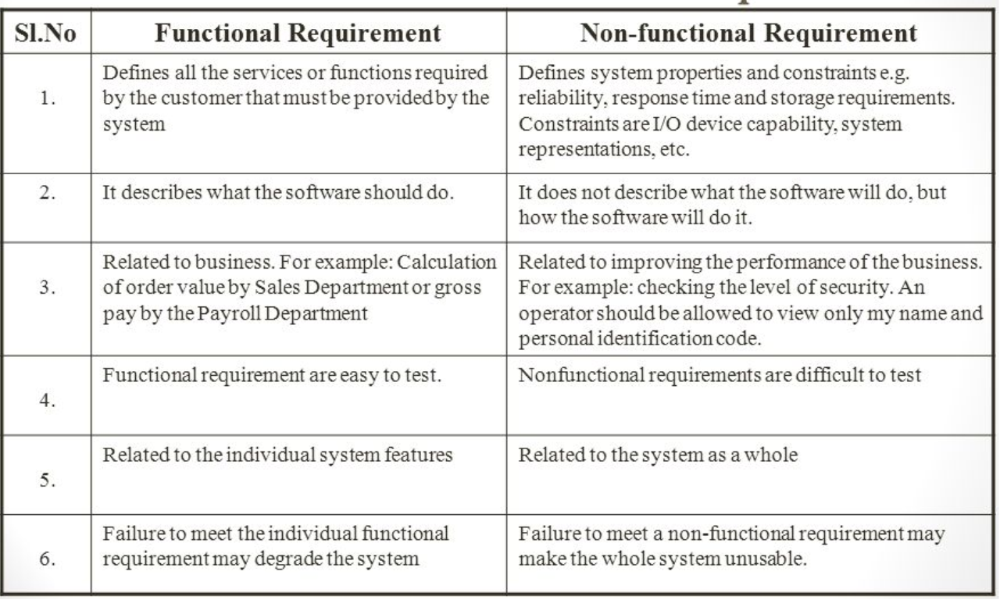 Sl.No Functional Requirement Non-functional Requirement
1.
Defines all the services or functions required
by the customer that must be provided by the
system
Defines system properties and constraints e.g.
reliability, response time and storage requirements.
Constraints are I/O device capability, system
representations, etc.
2.
It describes what the software should do.
It does not describe what the software will do, but
how the software will do it.
3.
Related to business. For example: Calculation
of order value by Sales Department or gross
pay by the Payroll Department
Related to improving the performance of the business.
For example: checking the level of security. An
operator should be allowed to view only my name and
personal identification code.
4.
Functional requirement are easy to test.
Nonfunctional requirements are difficult to test
5.
Related to the individual system features
Related to the system as a whole
6.
Failure to meet the individual functional
requirement may degrade the system
Failure to meet a non-functional requirement may
make the whole system unusable.